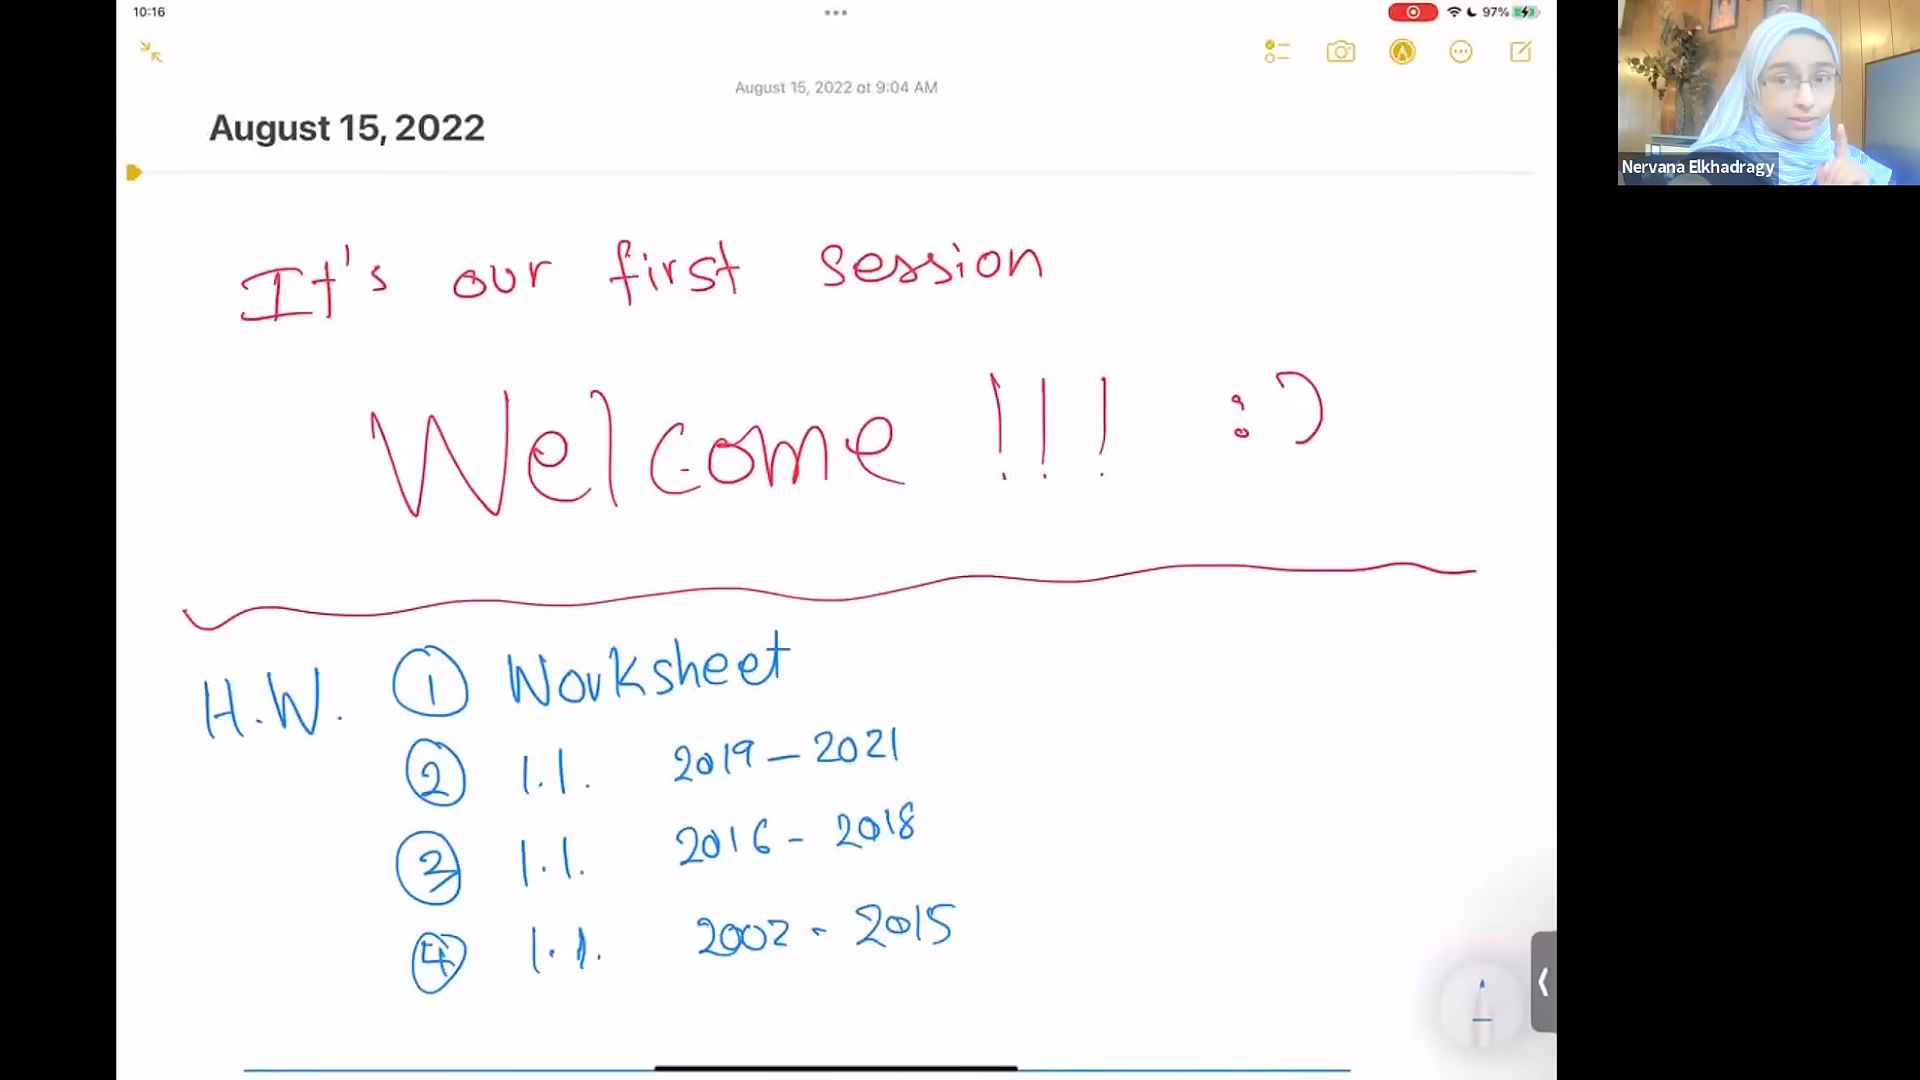 10:16
97%
August 15, 2022 at 9:04 AM
August 15, 2022
Nervana Elkhadragy
It's our first session
Welcome !!! :)
H.W. ① Worksheet
② 1.1. 2019 - 2021
③ 1.1. 2016 - 2018
④ 1.1. 2002 - 2015